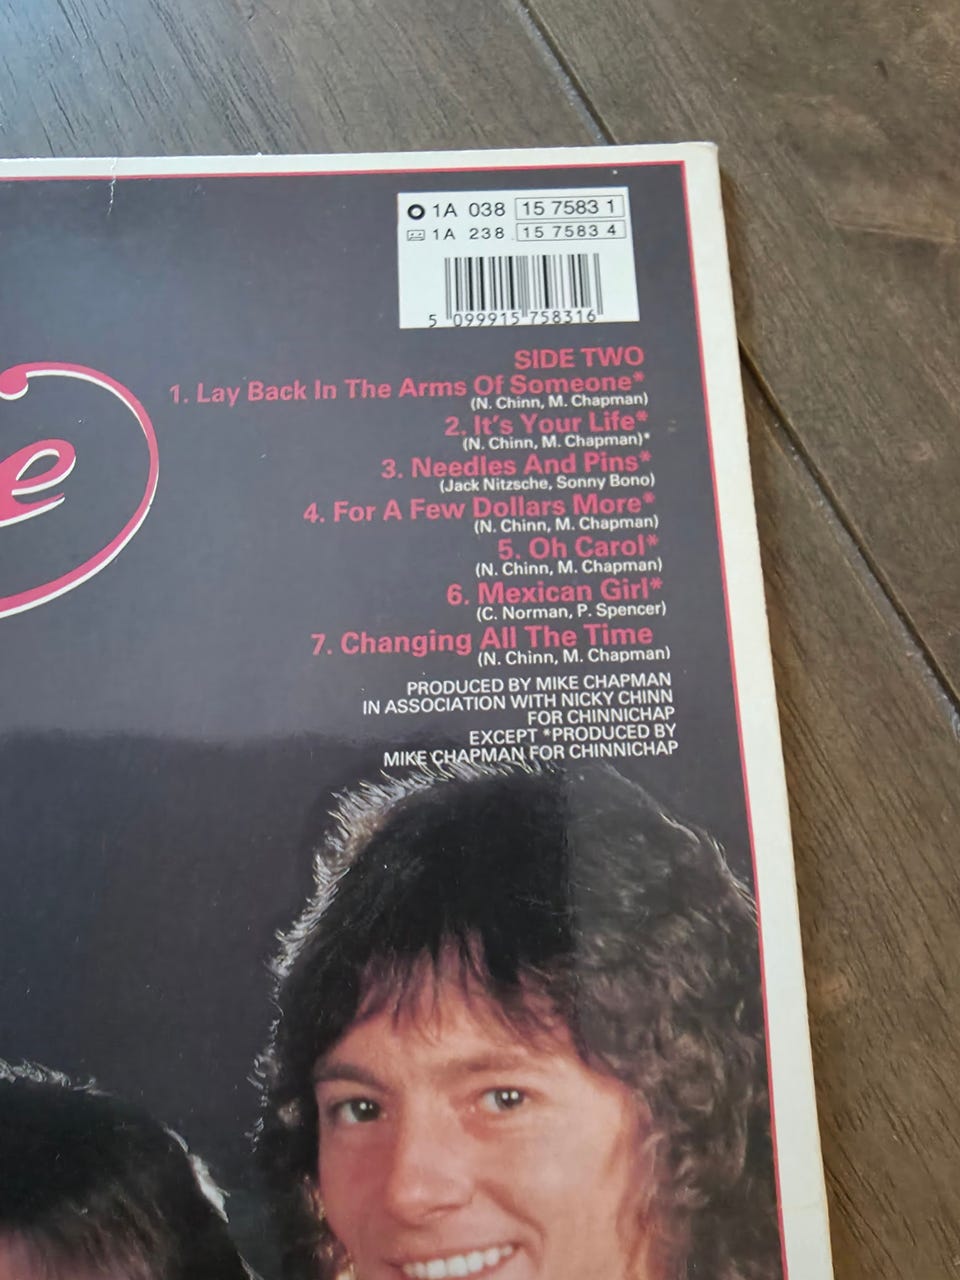 1A 038 15 7583 1
1A 238 15 7583 4
5 099915 758316
SIDE TWO
1. Lay Back In The Arms Of Someone*
(N. Chinn, M. Chapman)
2. It's Your Life*
(N. Chinn, M. Chapman)*
3. Needles And Pins*
(Jack Nitzsche, Sonny Bono)
4. For A Few Dollars More*
(N. Chinn, M. Chapman)
5. Oh Carol*
(N. Chinn, M. Chapman)
6. Mexican Girl*
(C. Norman, P. Spencer)
7. Changing All The Time
(N. Chinn, M. Chapman)
PRODUCED BY MIKE CHAPMAN
IN ASSOCIATION WITH NICKY CHINN
FOR CHINNICHAP
EXCEPT *PRODUCED BY
MIKE CHAPMAN FOR CHINNICHAP